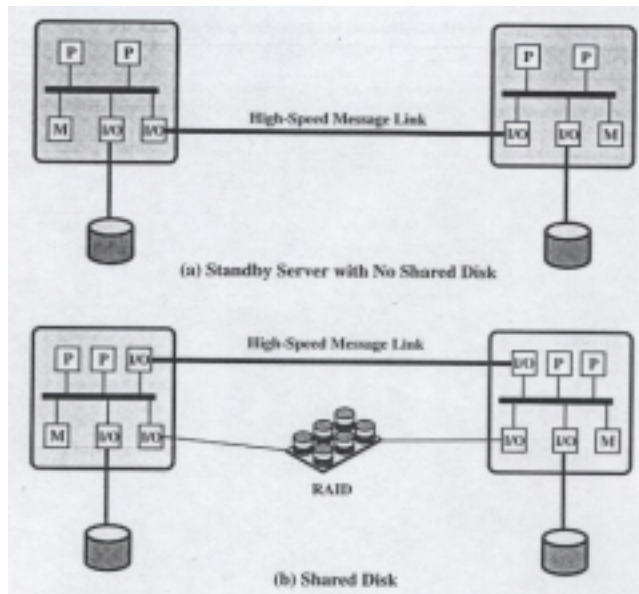 P P
P P
High-Speed Message Link
M I/O I/O
I/O I/O M
(a) Standby Server with No Shared Disk
High-Speed Message Link
P P I/O
I/O P P
M I/O I/O
I/O I/O M
RAID
(b) Shared Disk